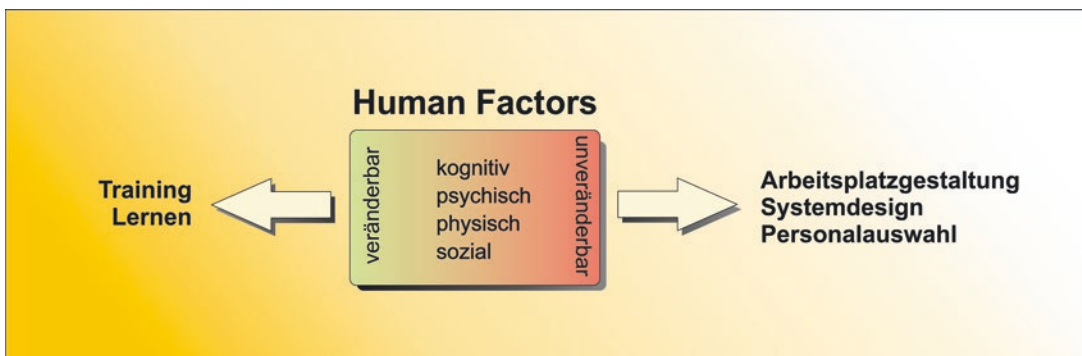 Human Factors
Training
Lernen
veränderbar
kognitiv
psychisch
physisch
sozial
unveränderbar
Arbeitsplatzgestaltung
Systemdesign
Personalauswahl